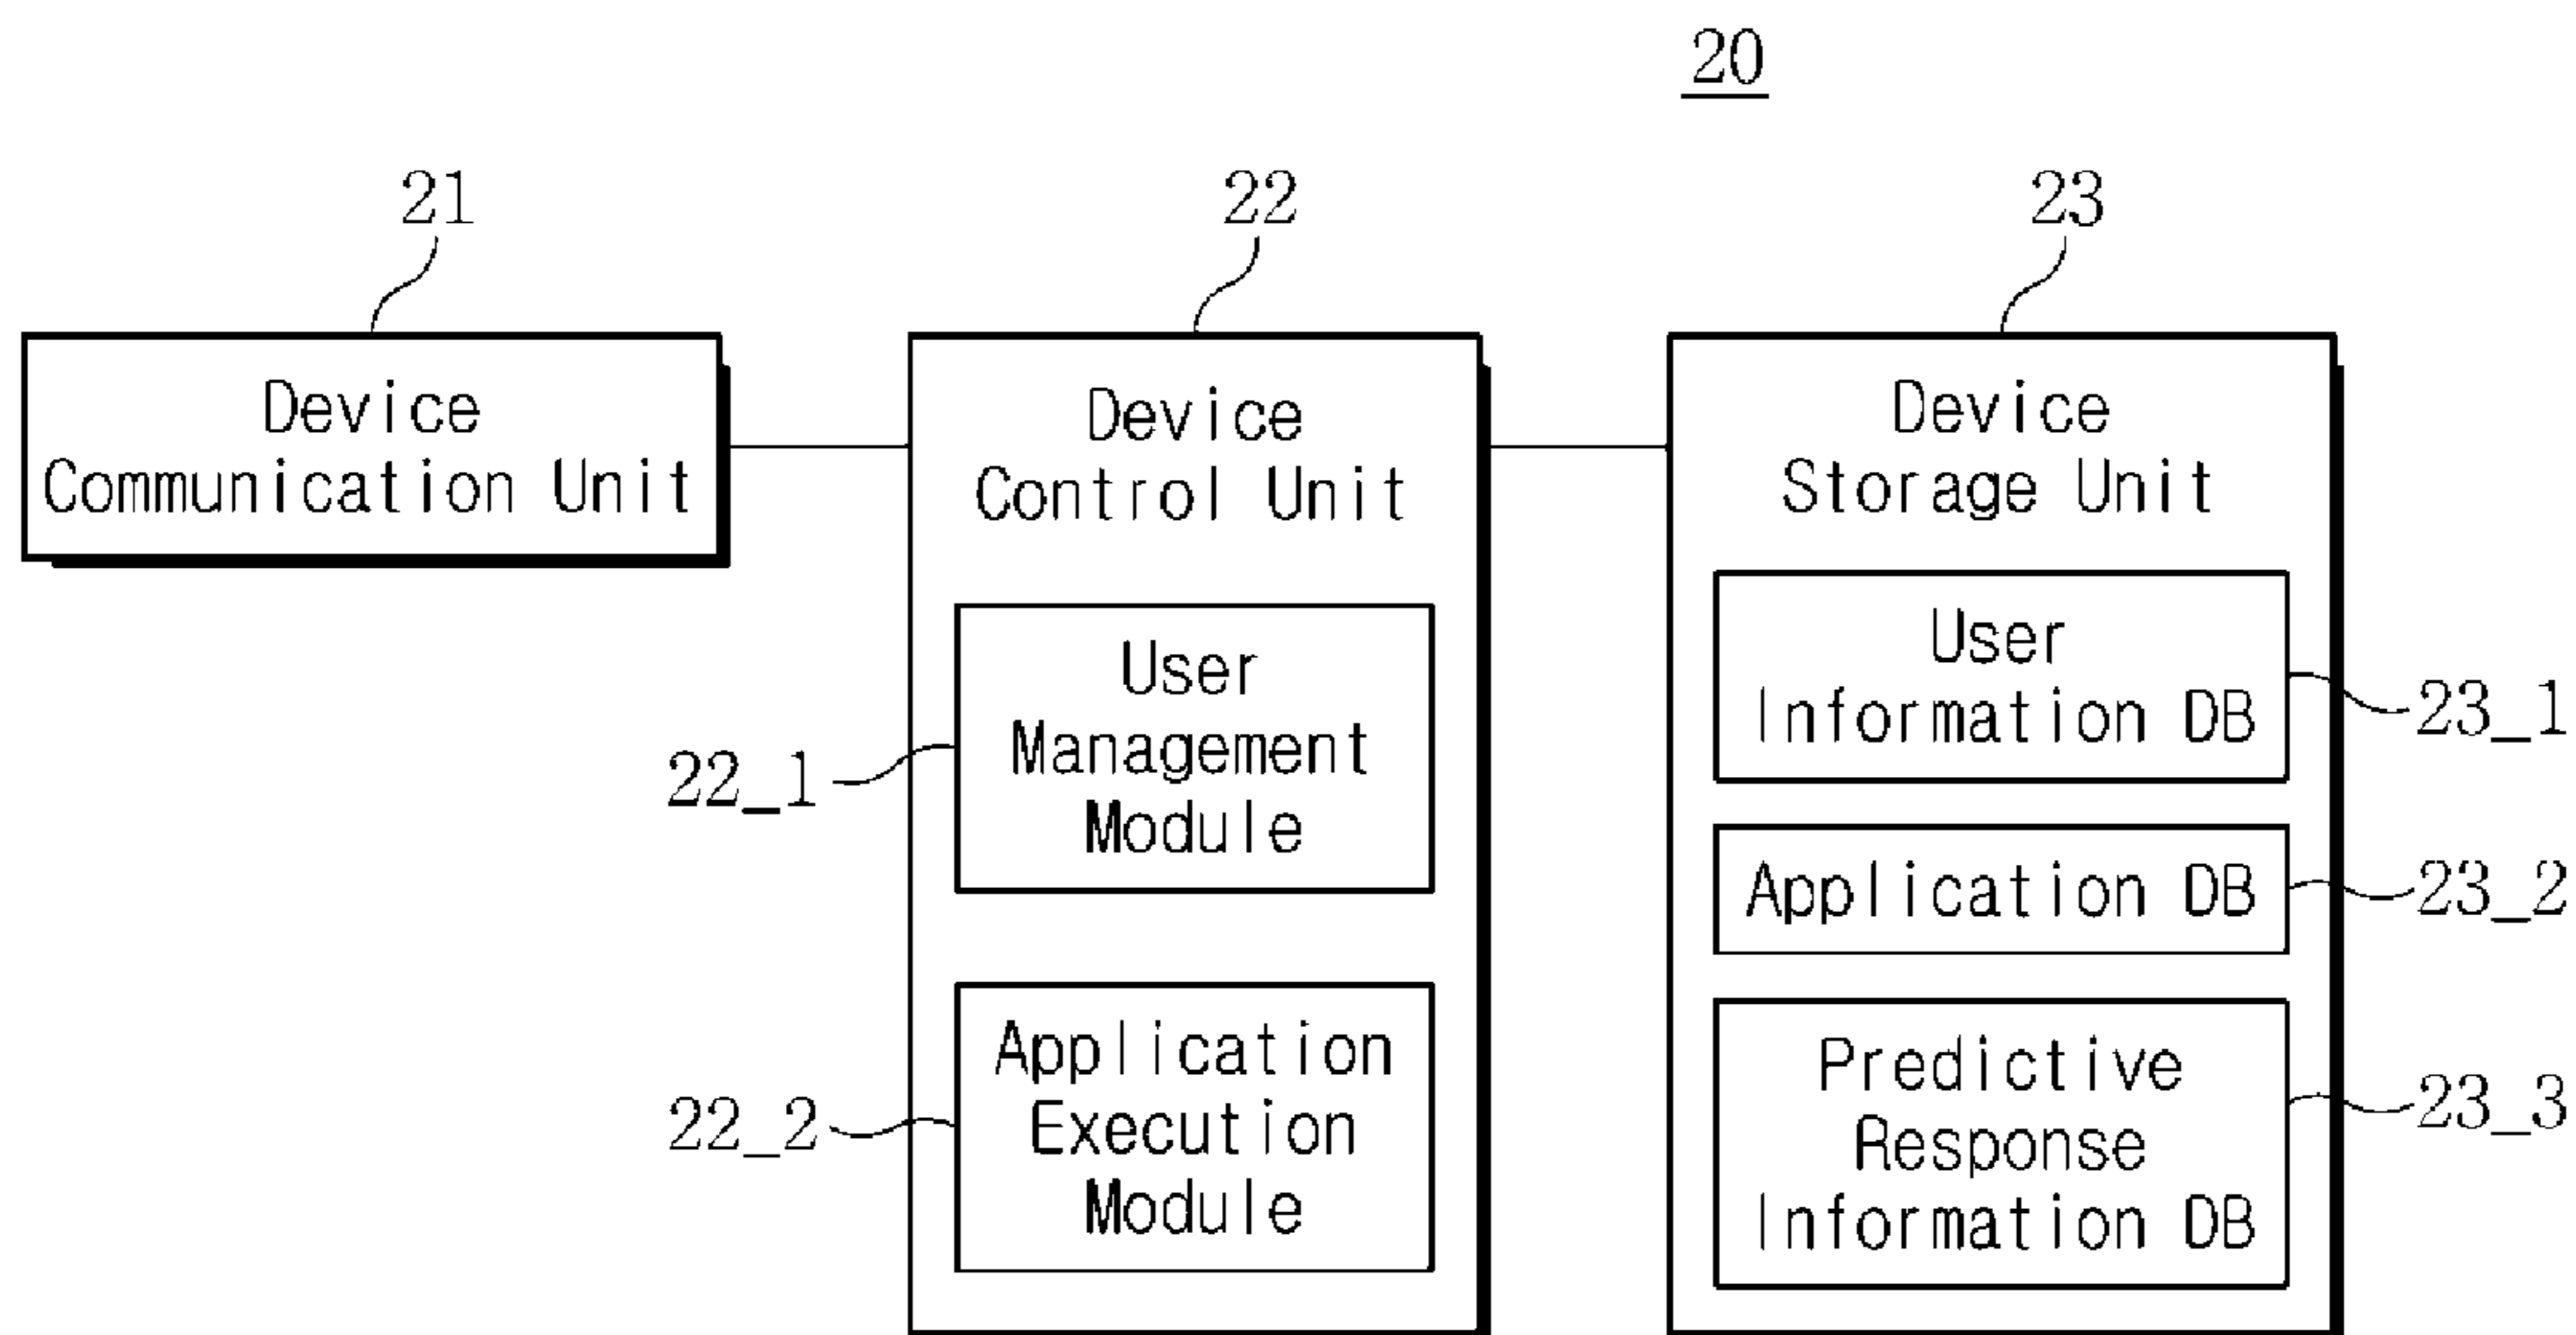 20
21
22
23
Device
Communication Unit
Device
Control Unit
User
Management
Module
22_1
Application
Execution
Module
22_2
Device
Storage Unit
User
Information DB
23_1
Application DB
23_2
Predictive
Response
Information DB
23_3